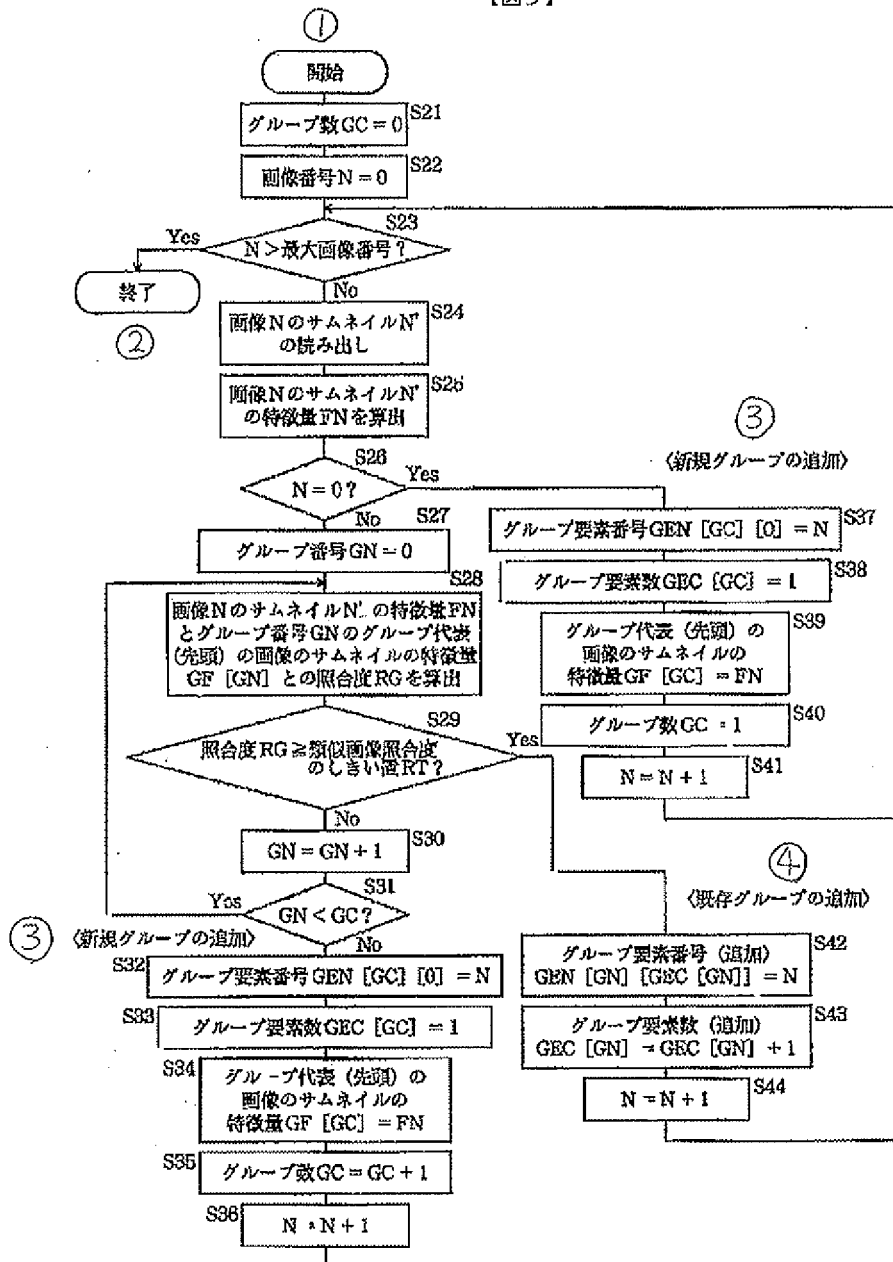 ①
開始
グループ数GC=0
S21
画像番号N=0
S22
S23
N>最大画像番号?
Yes
No
終了
②
画像NのサムネイルN'
の読み出し
S24
画像NのサムネイルN'
の特徴量FNを算出
S25
S26
N=0?
Yes
No
③
〈新規グループの追加〉
グループ要素番号GEN [GC] [0] =N
S37
グループ要素数GEC [GC] =1
S38
グループ代表(先頭)の
画像のサムネイルの
特徴量GF [GC] =FN
S39
グループ数GC=1
S40
N=N+1
S41
S27
グループ番号GN=0
S28
画像NのサムネイルN'の特徴量FN
とグループ番号GNのグループ代表
(先頭)の画像のサムネイルの特徴量
GF [GN] との照合度RGを算出
S29
照合度RG≧類似画像照合度
のしきい値RT?
Yes
No
GN=GN+1
S30
S31
GN<GC?
Yes
No
③
〈新規グループの追加〉
S32
グループ要素番号GEN [GC] [0] =N
S33
グループ要素数GEC [GC] =1
S34
グループ代表(先頭)の
画像のサムネイルの
特徴量GF [GC] =FN
S35
グループ数GC=GC+1
S36
N=N+1
④
〈既存グループの追加〉
グループ要素番号(追加)
GEN [GN] [GEC [GN]] =N
S42
グループ要素数(追加)
GEC [GN] =GEC [GN] +1
S43
N=N+1
S44